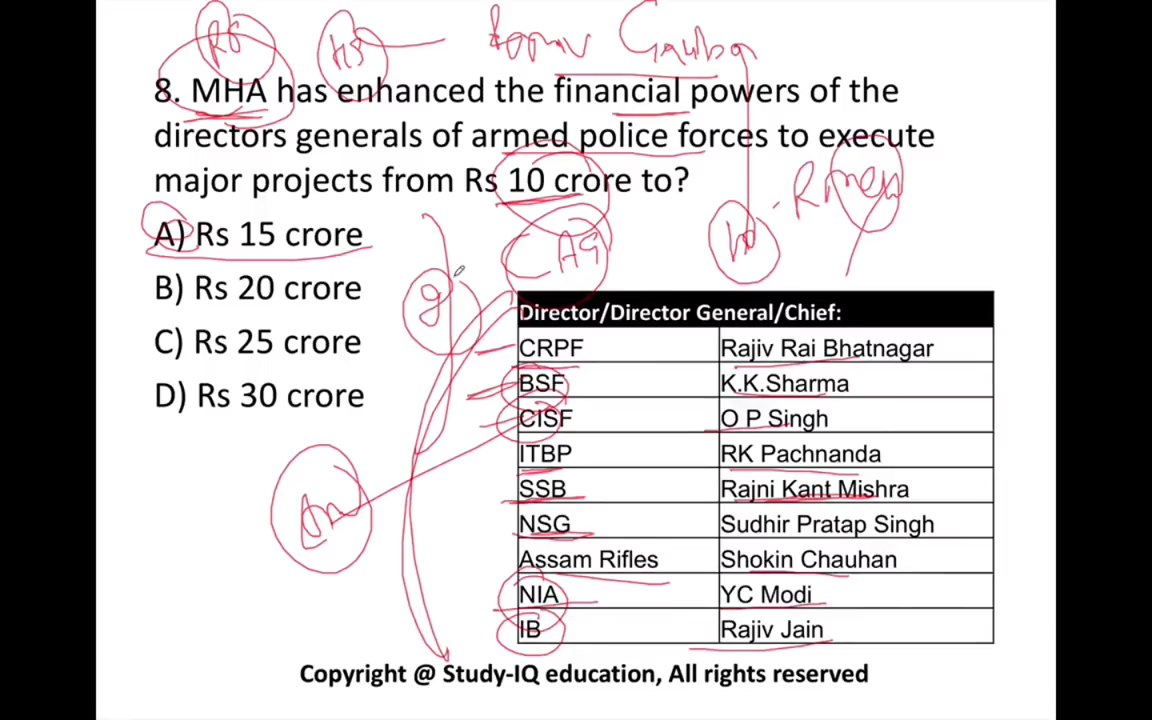 RS HS Gauba
8. MHA has enhanced the financial powers of the
directors generals of armed police forces to execute
major projects from Rs 10 crore to?
A) Rs 15 crore
B) Rs 20 crore
C) Rs 25 crore
D) Rs 30 crore
Director/Director General/Chief:
CRPF Rajiv Rai Bhatnagar
BSF K.K.Sharma
CISF O P Singh
ITBP RK Pachnanda
SSB Rajni Kant Mishra
NSG Sudhir Pratap Singh
Assam Rifles Shokin Chauhan
NIA YC Modi
IB Rajiv Jain
Copyright @ Study-IQ education, All rights reserved